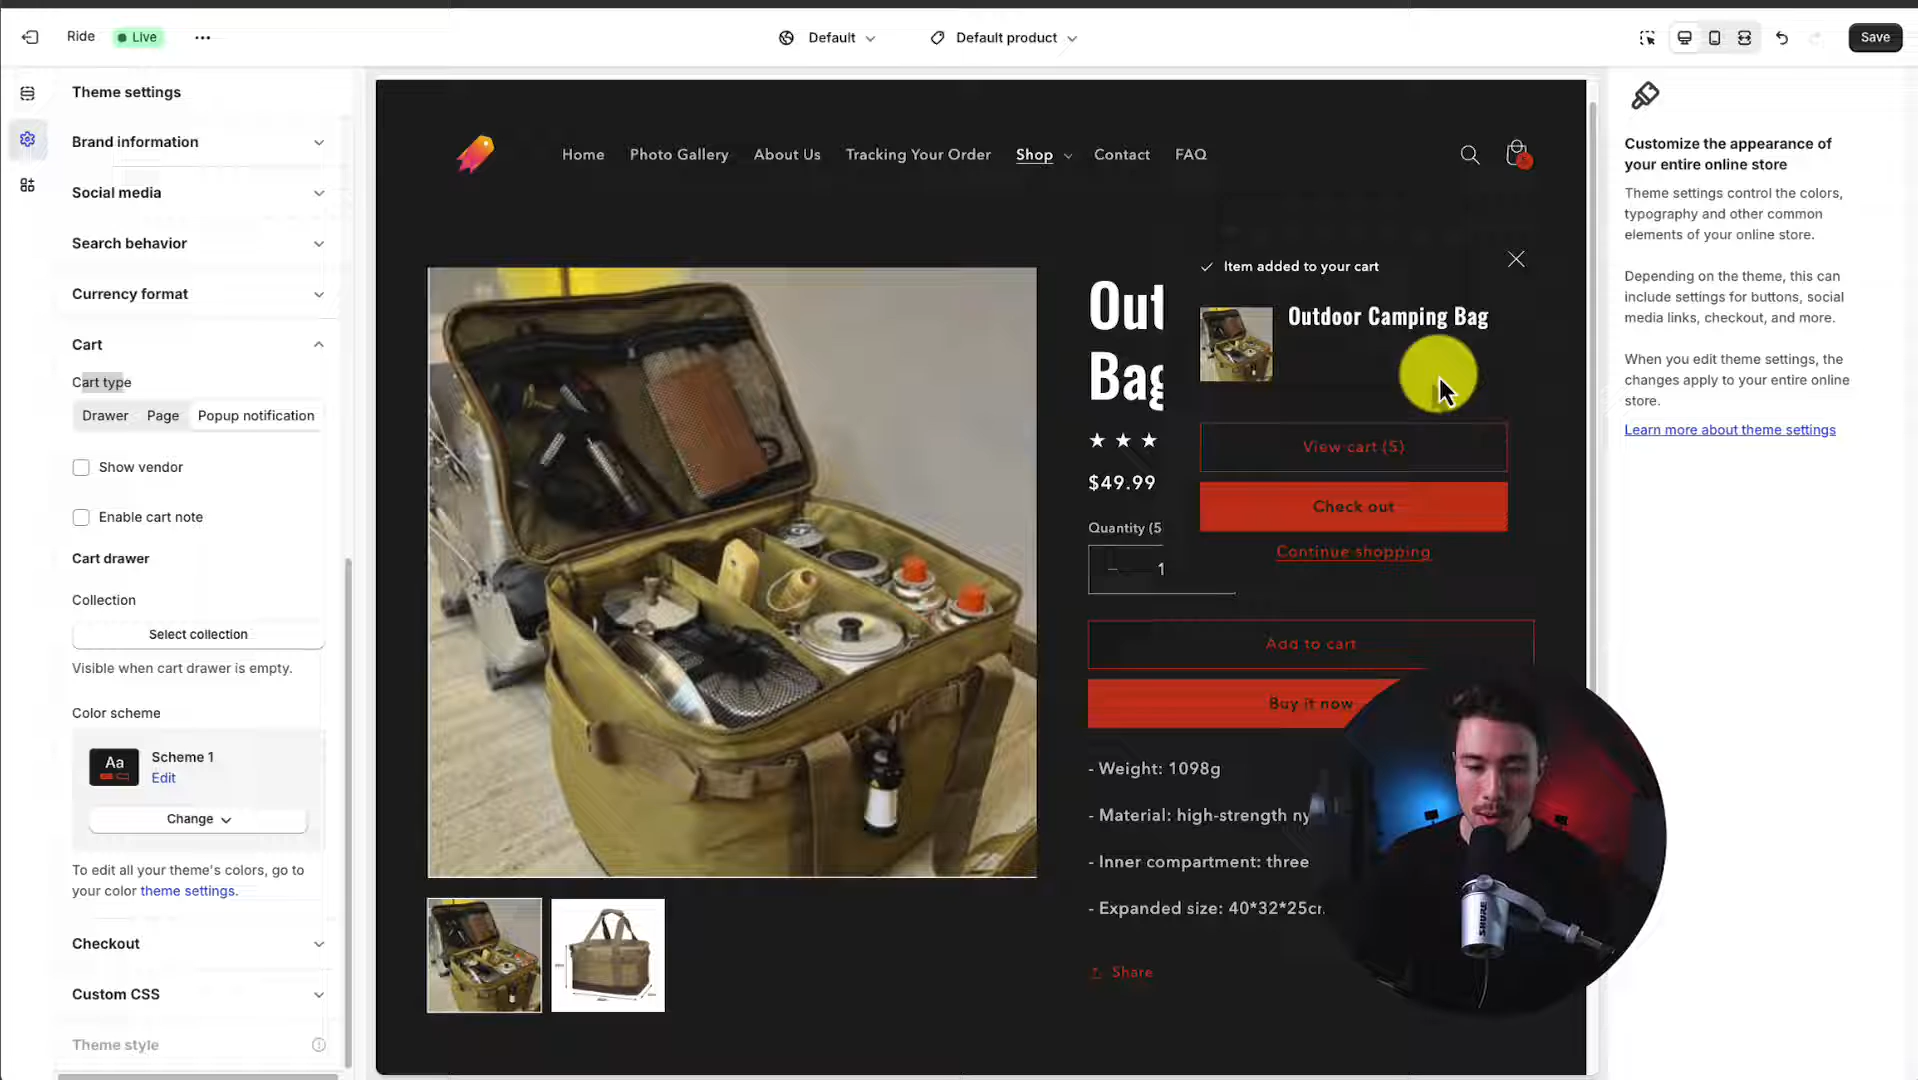 Ride
Live
Default
Default product
Save
Theme settings
Brand information
Social media
Search behavior
Currency format
Cart
Cart type
Drawer
Page
Popup notification
Show vendor
Enable cart note
Cart drawer
Collection
Select collection
Visible when cart drawer is empty.
Color scheme
Aa
Scheme 1
Edit
Change
To edit all your theme's colors, go to
your color theme settings.
Checkout
Custom CSS
Theme style
Home
Photo Gallery
About Us
Tracking Your Order
Shop
Contact
FAQ
Item added to your cart
Outdoor Camping Bag
View cart (5)
Check out
Continue shopping
Out
Bag
$49.99
Quantity (5
1
Add to cart
Buy it now
- Weight: 1098g
- Material: high-strength ny
- Inner compartment: three
- Expanded size: 40*32*25cr
Share
SHURE
Customize the appearance of
your entire online store
Theme settings control the colors,
typography and other common
elements of your online store.
Depending on the theme, this can
include settings for buttons, social
media links, checkout, and more.
When you edit theme settings, the
changes apply to your entire online
store.
Learn more about theme settings